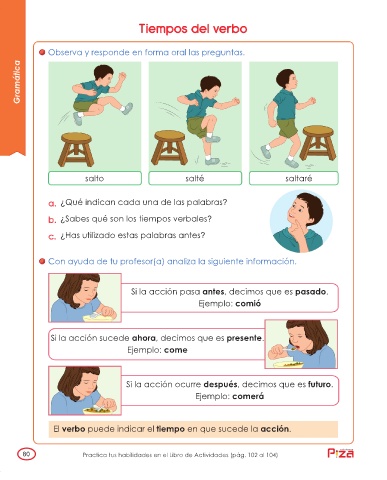 Tiempos del verbo
Gramática
Observa y responde en forma oral las preguntas.
salto
salté
saltaré
a. ¿Qué indican cada una de las palabras?
b. ¿Sabes qué son los tiempos verbales?
c. ¿Has utilizado estas palabras antes?
Con ayuda de tu profesor(a) analiza la siguiente información.
Si la acción pasa antes, decimos que es pasado.
Ejemplo: comió
Si la acción sucede ahora, decimos que es presente.
Ejemplo: come
Si la acción ocurre después, decimos que es futuro.
Ejemplo: comerá
El verbo puede indicar el tiempo en que sucede la acción.
80
Practica tus habilidades en el Libro de Actividades (pág. 102 al 104)